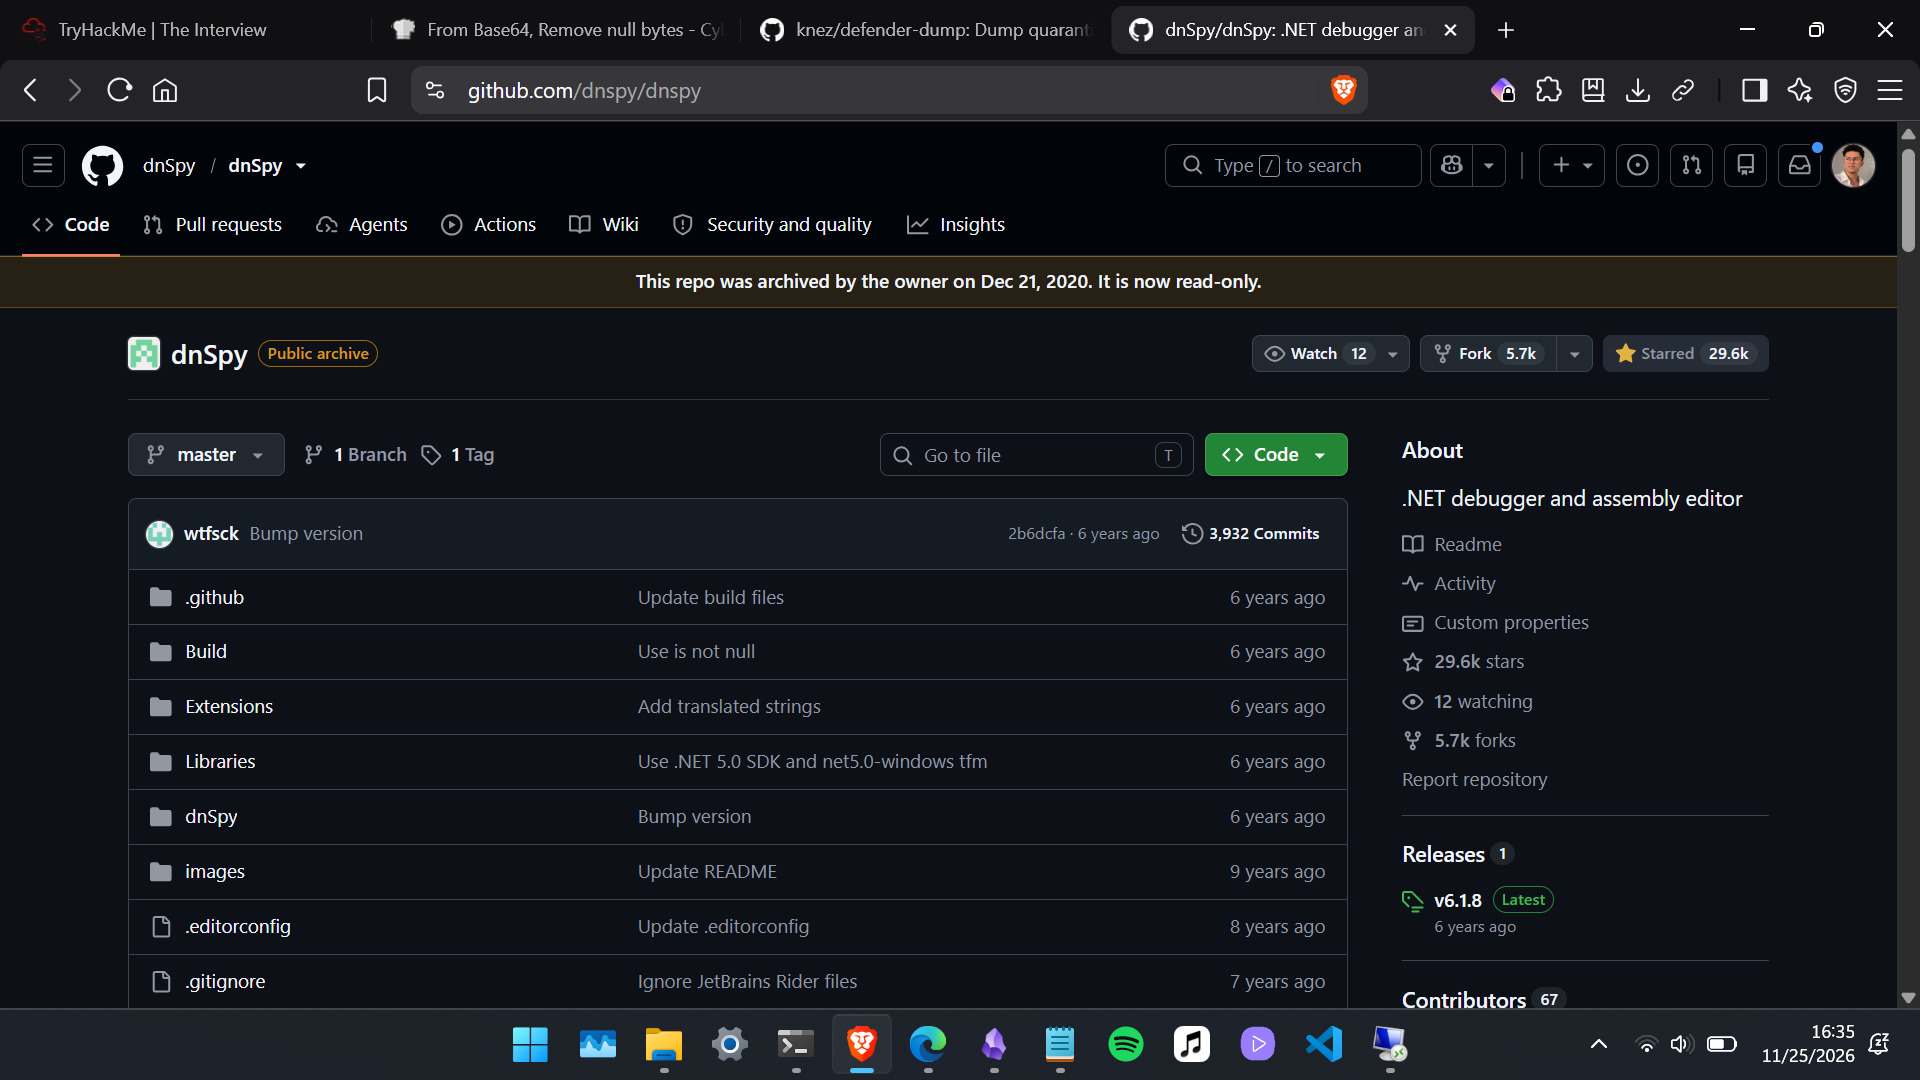 TryHackMe | The Interview
From Base64, Remove null bytes - Cyb
knez/defender-dump: Dump quaranti
dnSpy/dnSpy: .NET debugger an
github.com/dnspy/dnspy
dnSpy / dnSpy
Type / to search
Code
Pull requests
Agents
Actions
Wiki
Security and quality
Insights
This repo was archived by the owner on Dec 21, 2020. It is now read-only.
dnSpy Public archive
Watch 12
Fork 5.7k
Starred 29.6k
master
1 Branch
1 Tag
Go to file T
Code
wtfsck Bump version 2b6dcfa · 6 years ago 3,932 Commits
.github Update build files 6 years ago
Build Use is not null 6 years ago
Extensions Add translated strings 6 years ago
Libraries Use .NET 5.0 SDK and net5.0-windows tfm 6 years ago
dnSpy Bump version 6 years ago
images Update README 9 years ago
.editorconfig Update .editorconfig 8 years ago
.gitignore Ignore JetBrains Rider files 7 years ago
About
.NET debugger and assembly editor
Readme
Activity
Custom properties
29.6k stars
12 watching
5.7k forks
Report repository
Releases 1
v6.1.8 Latest
6 years ago
Contributors 67
16:35
11/25/2026